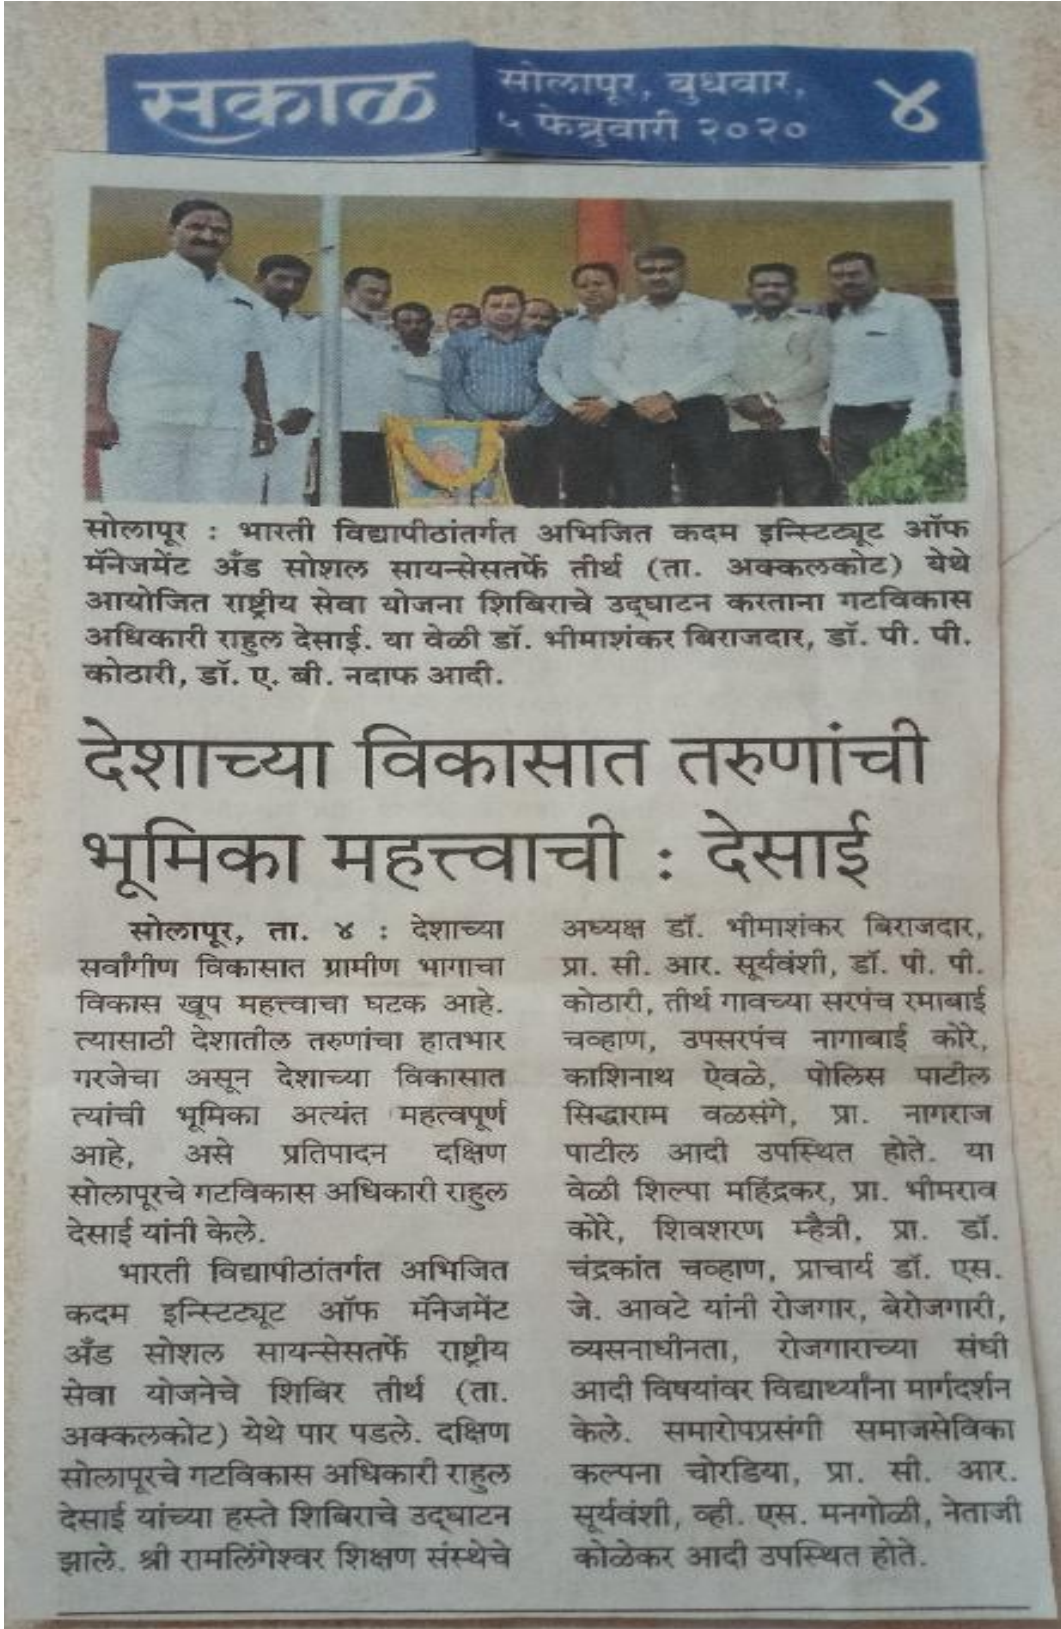 सकाळ
सोलापूर, बुधवार,
५ फेब्रुवारी २०२०
४
सोलापूर : भारती विद्यापीठांतर्गत अभिजित कदम इन्स्टिट्यूट ऑफ
मॅनेजमेंट अँड सोशल सायन्सेसतर्फे तीर्थ (ता. अक्कलकोट) येथे
आयोजित राष्ट्रीय सेवा योजना शिबिराचे उद्‌घाटन करताना गटविकास
अधिकारी राहुल देसाई. या वेळी डॉ. भीमाशंकर बिराजदार, डॉ. पी. पी.
कोठारी, डॉ. ए. बी. नदाफ आदी.
देशाच्या विकासात तरुणांची
भूमिका महत्त्वाची : देसाई
सोलापूर, ता. ४ : देशाच्या
सर्वांगीण विकासात ग्रामीण भागाचा
विकास खूप महत्त्वाचा घटक आहे.
त्यासाठी देशातील तरुणांचा हातभार
गरजेचा असून देशाच्या विकासात
त्यांची भूमिका अत्यंत महत्वपूर्ण
आहे, असे प्रतिपादन दक्षिण
सोलापूरचे गटविकास अधिकारी राहुल
देसाई यांनी केले.
भारती विद्यापीठांतर्गत अभिजित
कदम इन्स्टिट्यूट ऑफ मॅनेजमेंट
अँड सोशल सायन्सेसतर्फे राष्ट्रीय
सेवा योजनेचे शिबिर तीर्थ (ता.
अक्कलकोट) येथे पार पडले. दक्षिण
सोलापूरचे गटविकास अधिकारी राहुल
देसाई यांच्या हस्ते शिबिराचे उद्‌घाटन
झाले. श्री रामलिंगेश्वर शिक्षण संस्थेचे
अध्यक्ष डॉ. भीमाशंकर बिराजदार,
प्रा. सी. आर. सूर्यवंशी, डॉ. पी. पी.
कोठारी, तीर्थ गावच्या सरपंच रमाबाई
चव्हाण, उपसरपंच नागाबाई कोरे,
काशिनाथ ऐवळे, पोलिस पाटील
सिद्धाराम वळसंगे, प्रा. नागराज
पाटील आदी उपस्थित होते. या
वेळी शिल्पा महिंद्रकर, प्रा. भीमराव
कोरे, शिवशरण म्हैत्री, प्रा. डॉ.
चंद्रकांत चव्हाण, प्राचार्य डॉ. एस.
जे. आवटे यांनी रोजगार, बेरोजगारी,
व्यसनाधीनता, रोजगाराच्या संधी
आदी विषयांवर विद्यार्थ्यांना मार्गदर्शन
केले. समारोपप्रसंगी समाजसेविका
कल्पना चोरडिया, प्रा. सी. आर.
सूर्यवंशी, व्ही. एस. मनगोळी, नेताजी
कोळेकर आदी उपस्थित होते.